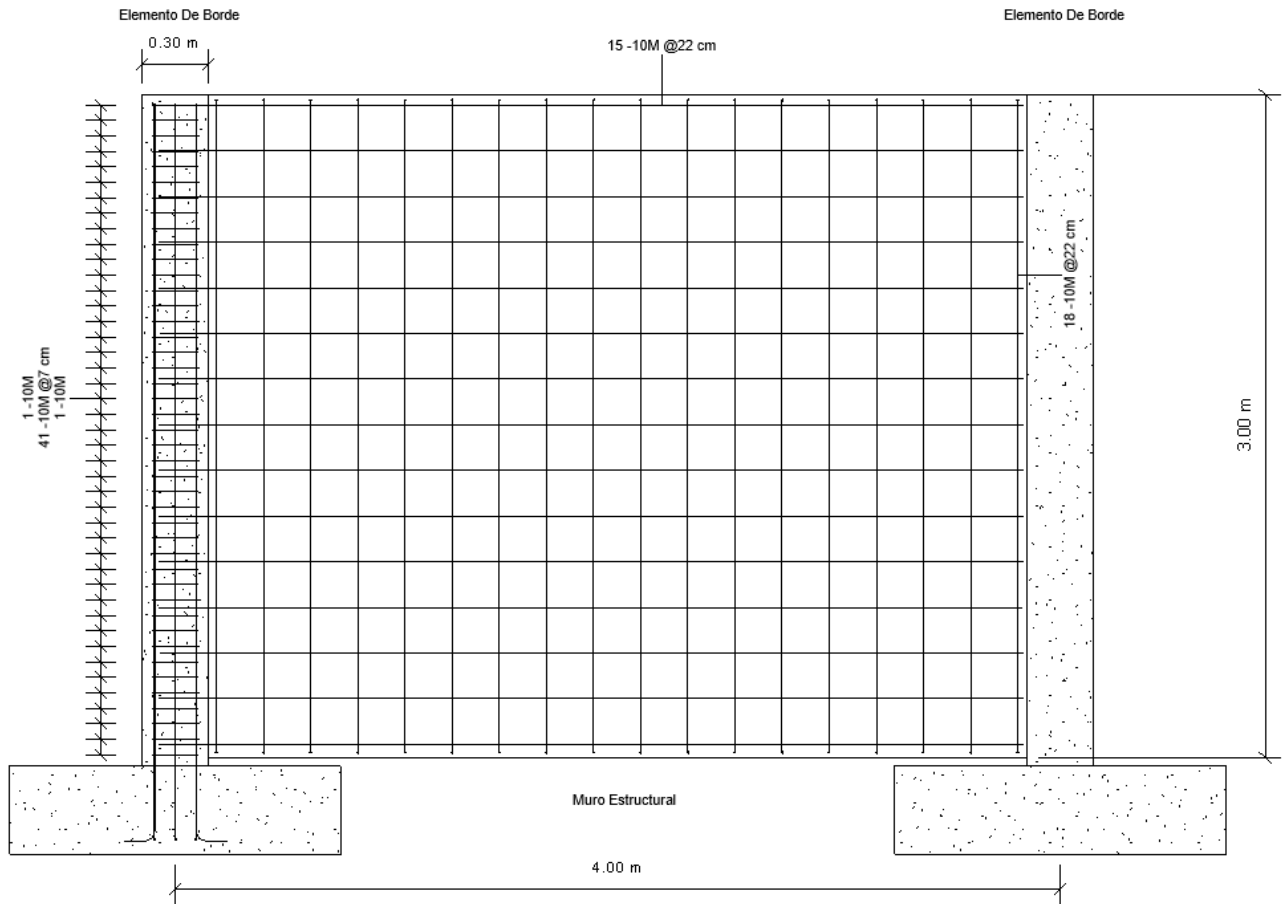 Elemento De Borde
Elemento De Borde
0.30 m
15 -10M @22 cm
18 -10M @22 cm
1 -10M
41 -10M @7 cm
1 -10M
3.00 m
Muro Estructural
4.00 m